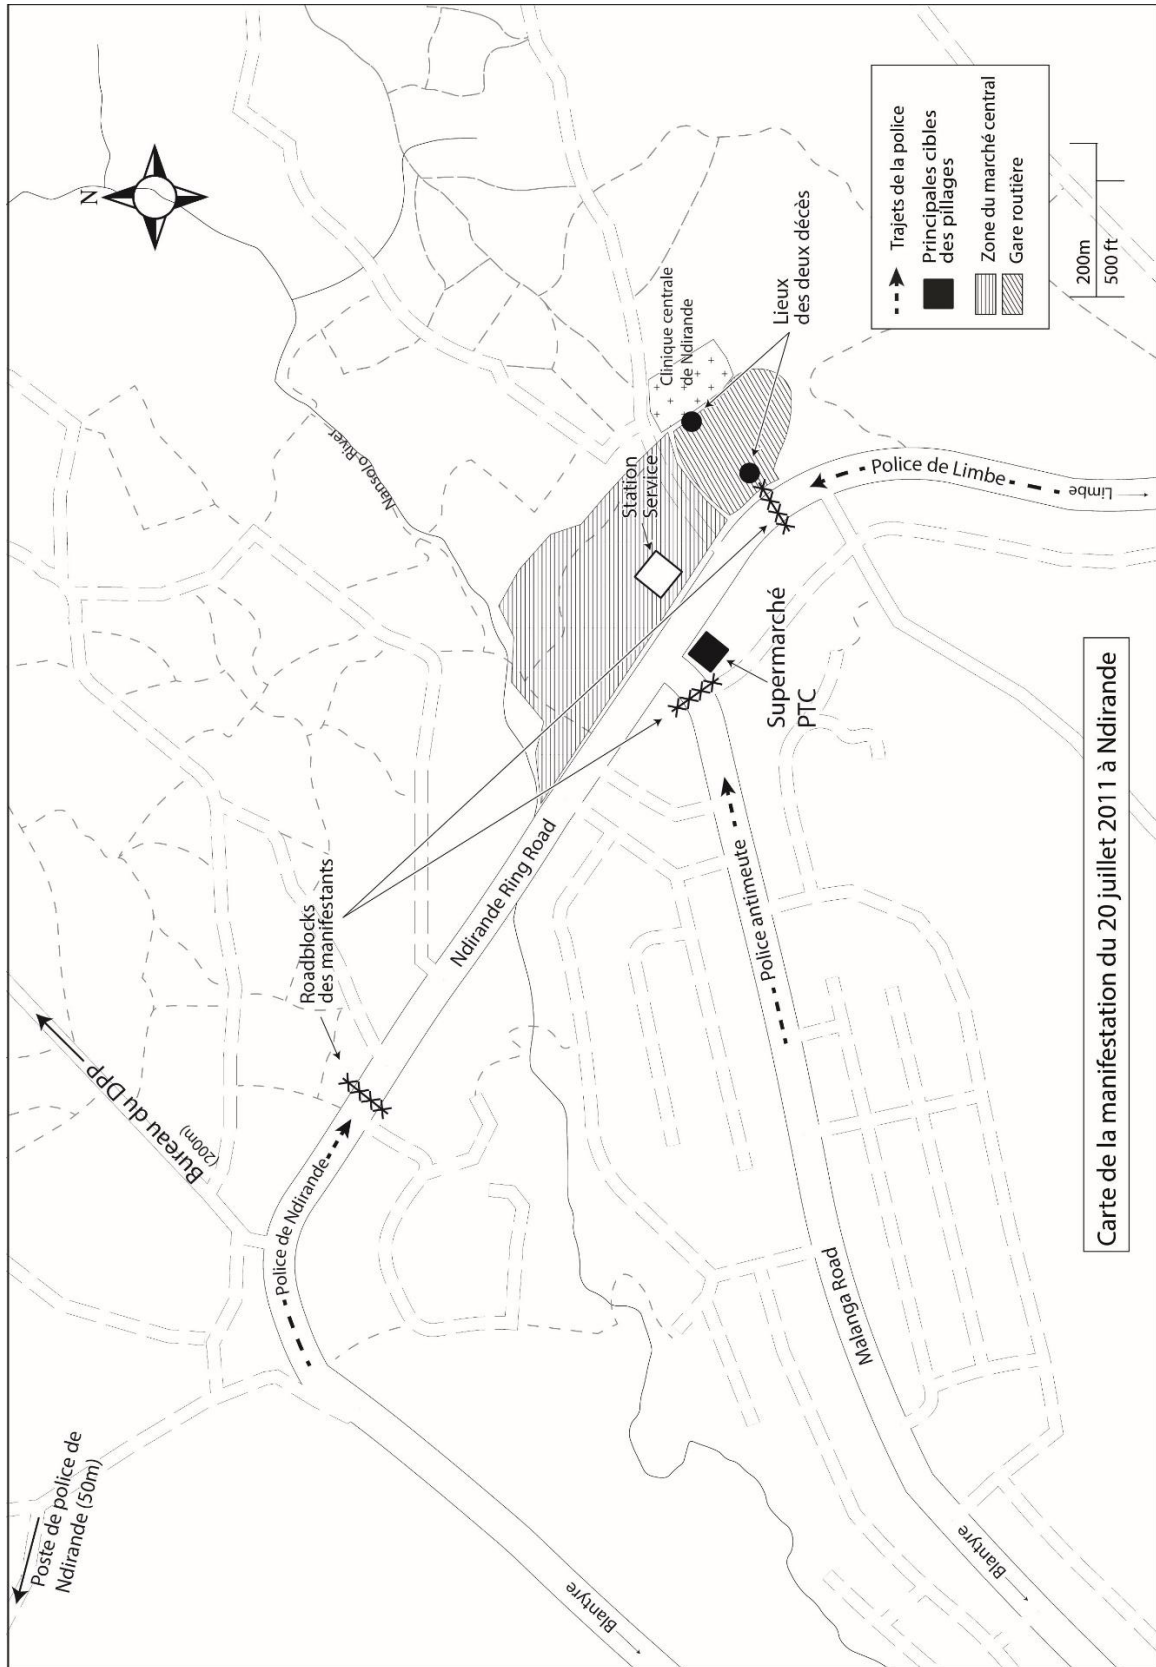 Carte de la manifestation du 20 juillet 2011 à Ndirande
N
Poste de police de
Ndirande (50m)
Bureau du DPP
(200m)
Roadblocks
des manifestants
Nansolo River
Police de Ndirande
Ndirande Ring Road
Station
Service
Clinique centrale
de Ndirande
Lieux
des deux décès
Supermarché
PTC
Police antimeute
Malanga Road
Police de Limbe
Limbe
Blantyre
Blantyre
Trajets de la police
Principales cibles
des pillages
Zone du marché central
Gare routière
200m
500 ft